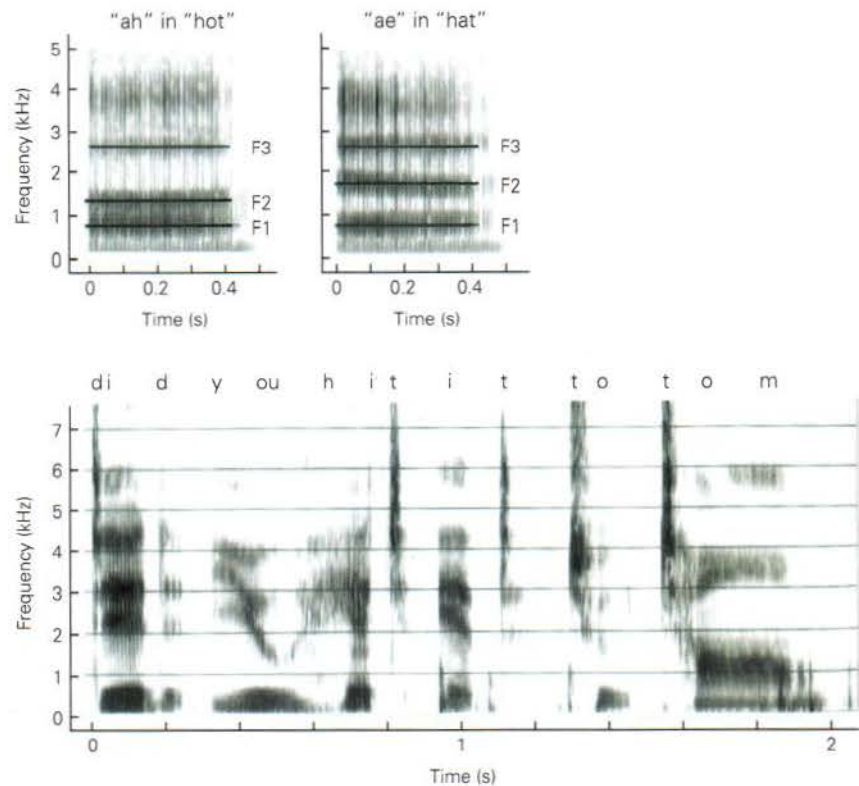 "ah" in "hot"
"ae" in "hat"
5
4
3
2
1
0
Frequency (kHz)
F3
F2
F1
F3
F2
F1
0 0.2 0.4
0 0.2 0.4
Time (s)
Time (s)
di d y ou h i t i t t o t o m
7
6
5
4
3
2
1
0
Frequency (kHz)
0 1 2
Time (s)